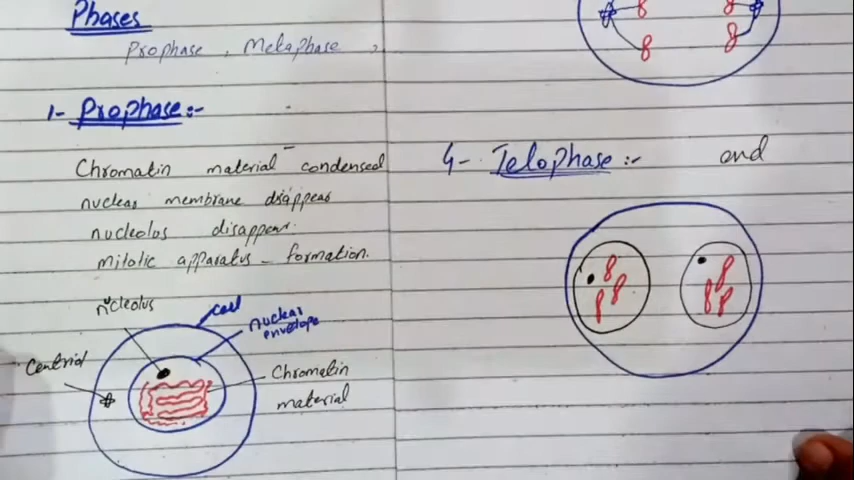 Phases
Prophase, Metaphase,
1- Prophase:-
Chromatin material condensed
nuclear membrane disappear
nucleolus disappear.
mitotic apparatus - formation.
nucleolus
cell
nuclear
envelope
Centriol
Chromatin
material
4- Telophase:- end